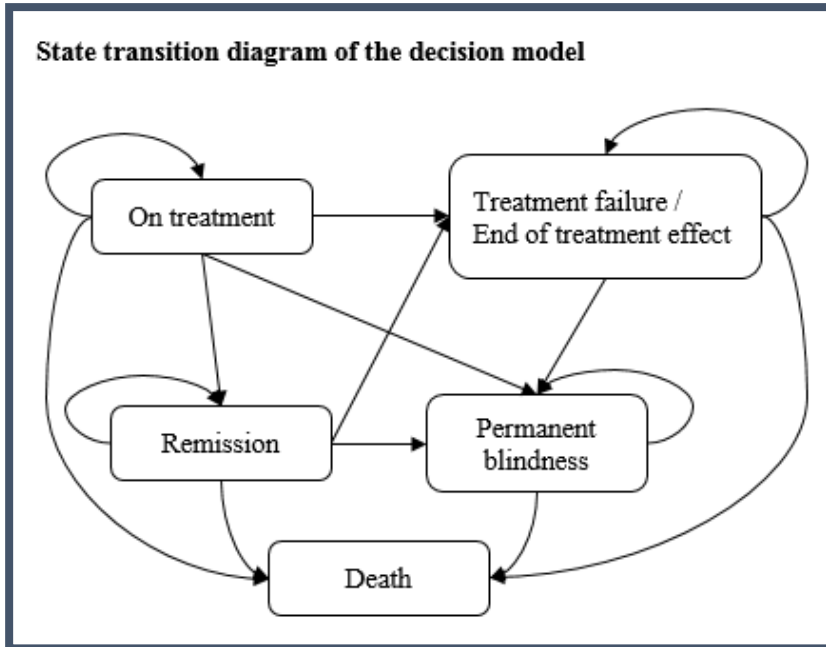 State transition diagram of the decision model
On treatment
Treatment failure /
End of treatment effect
Remission
Permanent
blindness
Death